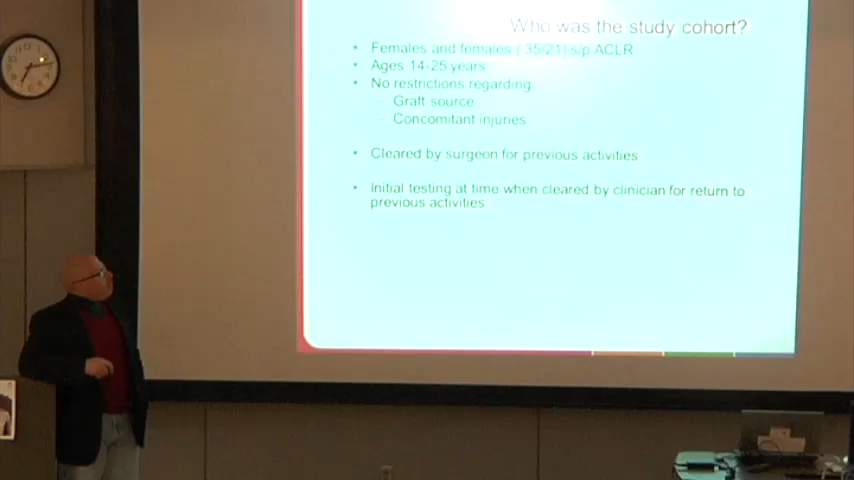 Who was the study cohort?
• Females and females ( 35/21) s/p ACLR
• Ages 14-25 years
• No restrictions regarding
– Graft source
– Concomitant injuries
• Cleared by surgeon for previous activities
• Initial testing at time when cleared by clinician for return to
previous activities